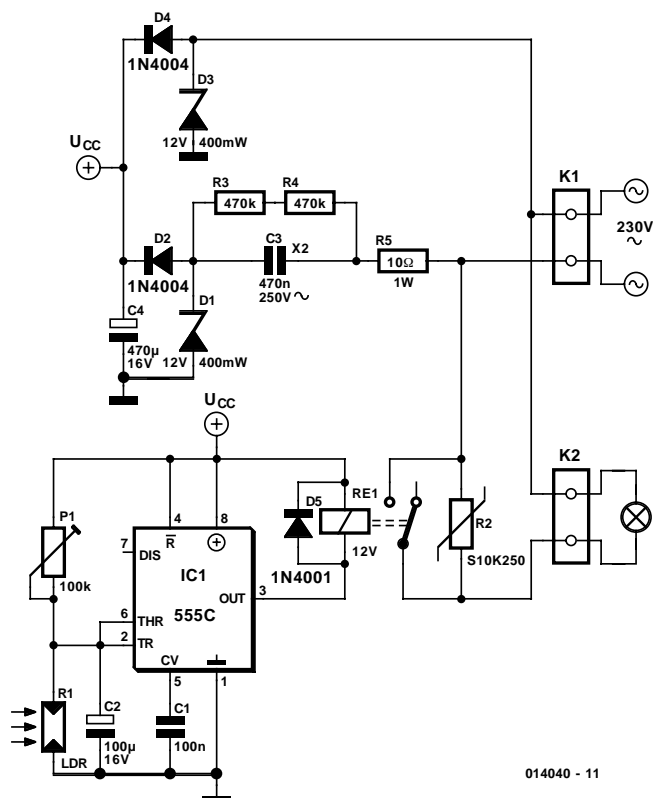 D4
1N4004
D3
12V 400mW
UCC
K1
R3 R4
470k 470k
230V
~
D2
C3 X2
R5
1N4004
470n
250V~
10Ω
1W
C4
D1
470µ
16V
12V 400mW
UCC
K2
P1
4 8
D5 RE1
R
R2
7
DIS
12V
S10K250
100k
IC1
1N4001
6
THR
555C
OUT 3
2
TR
CV
R1
5 1
C2 C1
100µ
16V
100n
LDR
014040 - 11